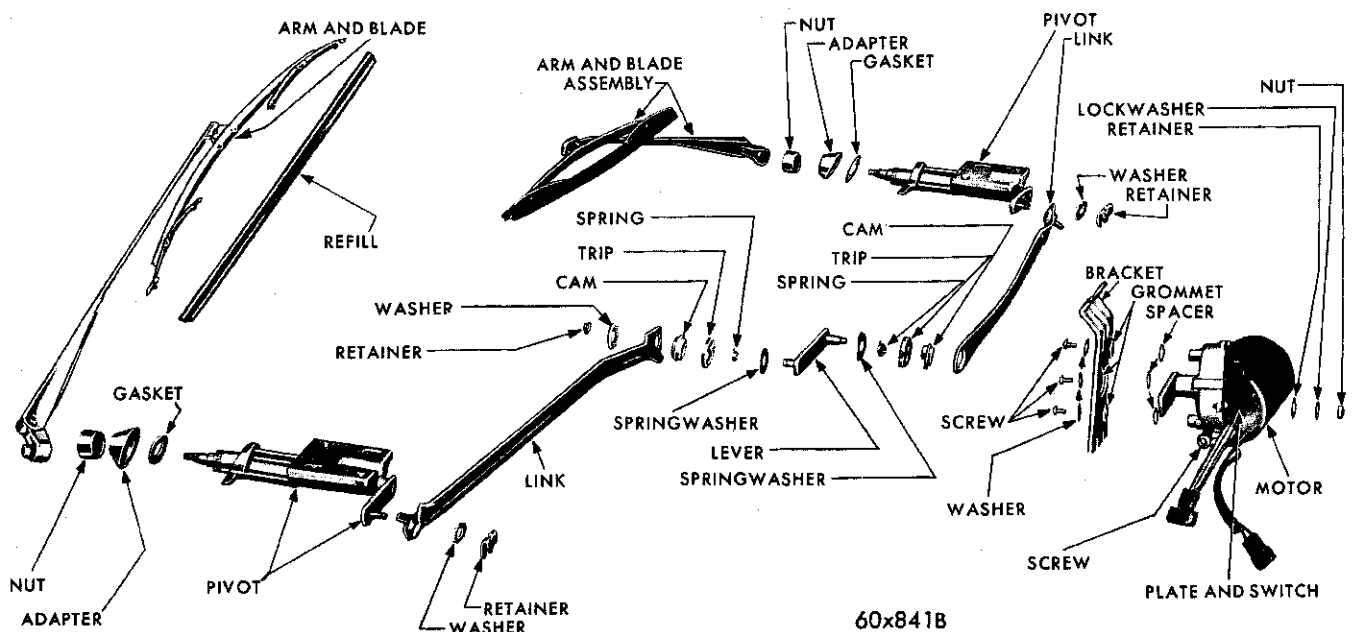 ARM AND BLADE
NUT
ADAPTER
GASKET
PIVOT
LINK
ARM AND BLADE
ASSEMBLY
NUT
LOCKWASHER
RETAINER
WASHER
RETAINER
SPRING
CAM
REFILL
TRIP
TRIP
CAM
SPRING
BRACKET
GROMMET
SPACER
WASHER
RETAINER
GASKET
SPRINGWASHER
SCREW
LEVER
LINK
SPRINGWASHER
WASHER
MOTOR
SCREW
NUT
PIVOT
PLATE AND SWITCH
ADAPTER
RETAINER
WASHER
60x841B